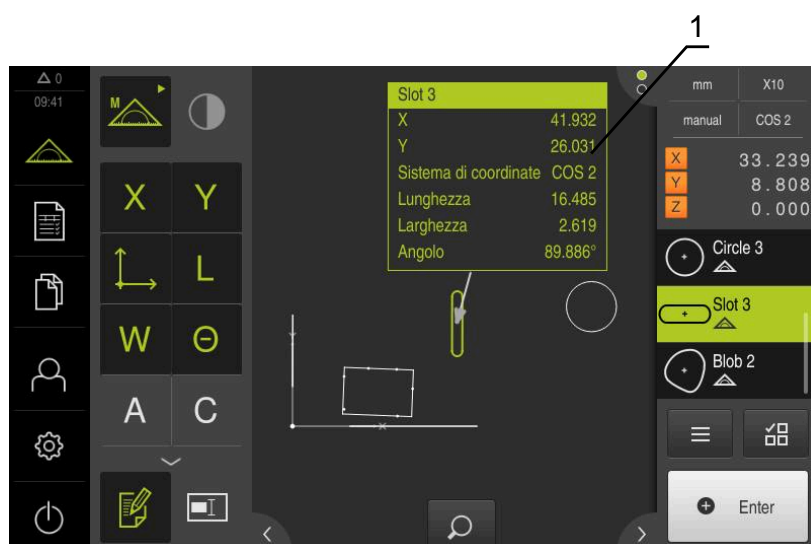 1
0
09:41
M
X
Y
L
W
Θ
A
C
Slot 3
X 41.932
Y 26.031
Sistema di coordinate COS 2
Lunghezza 16.485
Larghezza 2.619
Angolo 89.886°
mm X10
manual COS 2
X 33.239
Y 8.808
Z 0.000
Circle 3
Slot 3
Blob 2
Enter